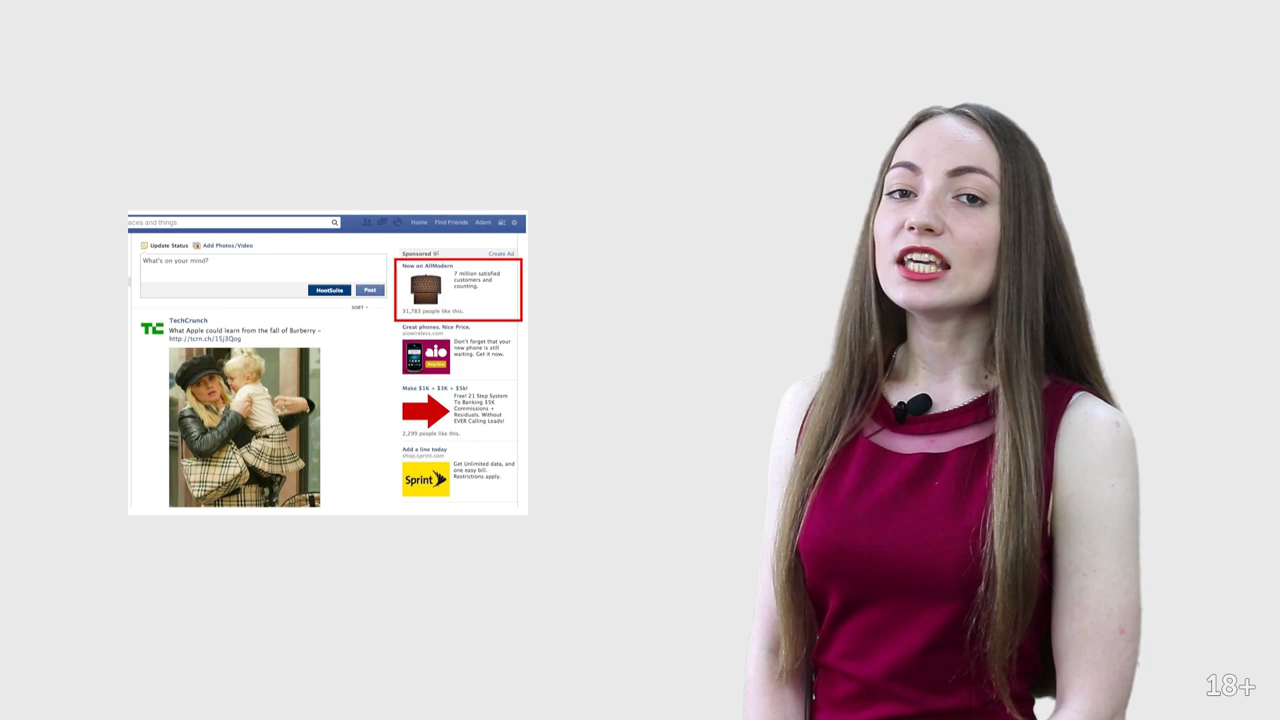 aces and things
Home Find Friends Adam
Update Status Add Photos/Video
What's on your mind?
HootSuite Post
SORT
TechCrunch
What Apple could learn from the fall of Burberry –
http://tcrn.ch/15J3Qog
Sponsored
Create Ad
Now on AllModern
7 million satisfied
customers and
counting.
31,783 people like this.
Great phones. Nice Price.
aiowireless.com
aio
Don't forget that your
new phone is still
waiting. Get it now.
Make $1K + $3K + $5k!
Free! 21 Step System
To Banking $5K
Commissions +
Residuals. Without
EVER Calling Leads!
2,299 people like this.
Add a line today
shop.sprint.com
Sprint
Get Unlimited data, and
one easy bill.
Restrictions apply.
18+